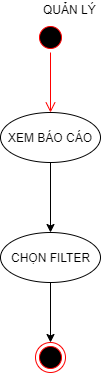 QUẢN LÝ
XEM BÁO CÁO
CHỌN FILTER